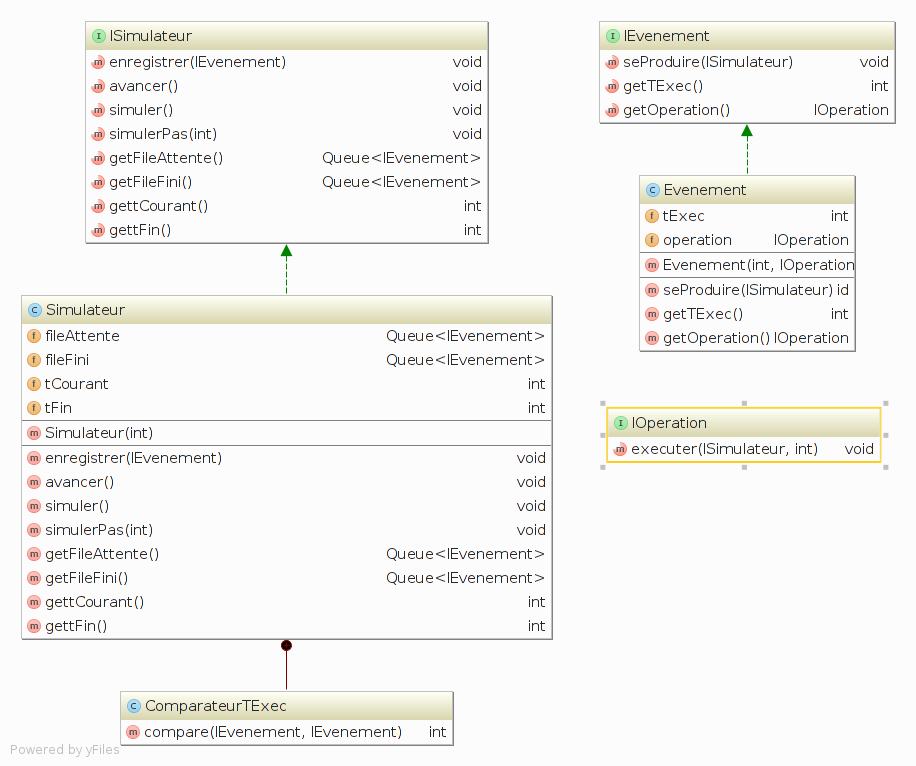 ISimulateur
enregistrer(IEvenement) void
avancer() void
simuler() void
simulerPas(int) void
getFileAttente() Queue<IEvenement>
getFileFini() Queue<IEvenement>
gettCourant() int
gettFin() int
IEvenement
seProduire(ISimulateur) void
getTExec() int
getOperation() IOperation
Evenement
tExec int
operation IOperation
Evenement(int, IOperation
seProduire(ISimulateur) id
getTExec() int
getOperation() IOperation
Simulateur
fileAttente Queue<IEvenement>
fileFini Queue<IEvenement>
tCourant int
tFin int
Simulateur(int)
enregistrer(IEvenement) void
avancer() void
simuler() void
simulerPas(int) void
getFileAttente() Queue<IEvenement>
getFileFini() Queue<IEvenement>
gettCourant() int
gettFin() int
IOperation
executer(ISimulateur, int) void
ComparateurTExec
compare(IEvenement, IEvenement) int
Powered by yFiles